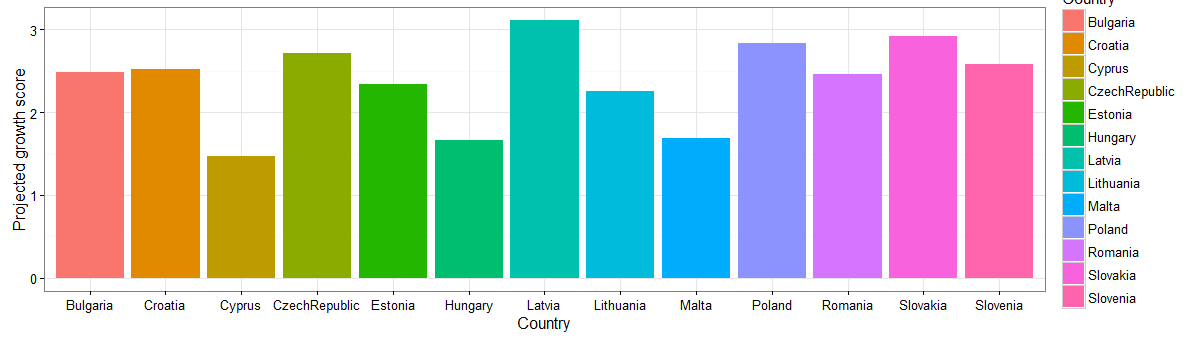 Projected growth score
3
2
1
0
Bulgaria Croatia Cyprus CzechRepublic Estonia Hungary Latvia Lithuania Malta Poland Romania Slovakia Slovenia
Country
Country
Bulgaria
Croatia
Cyprus
CzechRepublic
Estonia
Hungary
Latvia
Lithuania
Malta
Poland
Romania
Slovakia
Slovenia